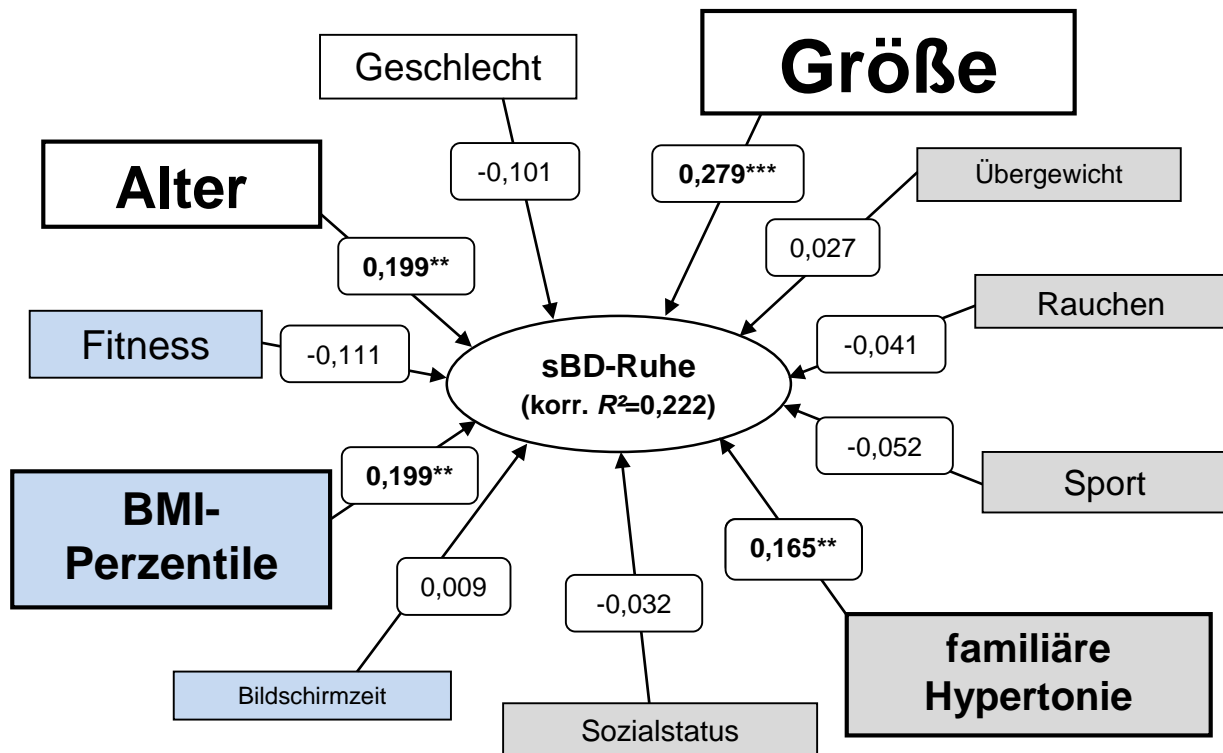 Geschlecht
Größe
Alter
-0,101
0,279***
Übergewicht
0,199**
0,027
Fitness
-0,111
sBD-Ruhe
(korr. R²=0,222)
-0,041
Rauchen
BMI-
Perzentile
0,199**
-0,052
Sport
0,009
-0,032
0,165**
familiäre
Hypertonie
Bildschirmzeit
Sozialstatus